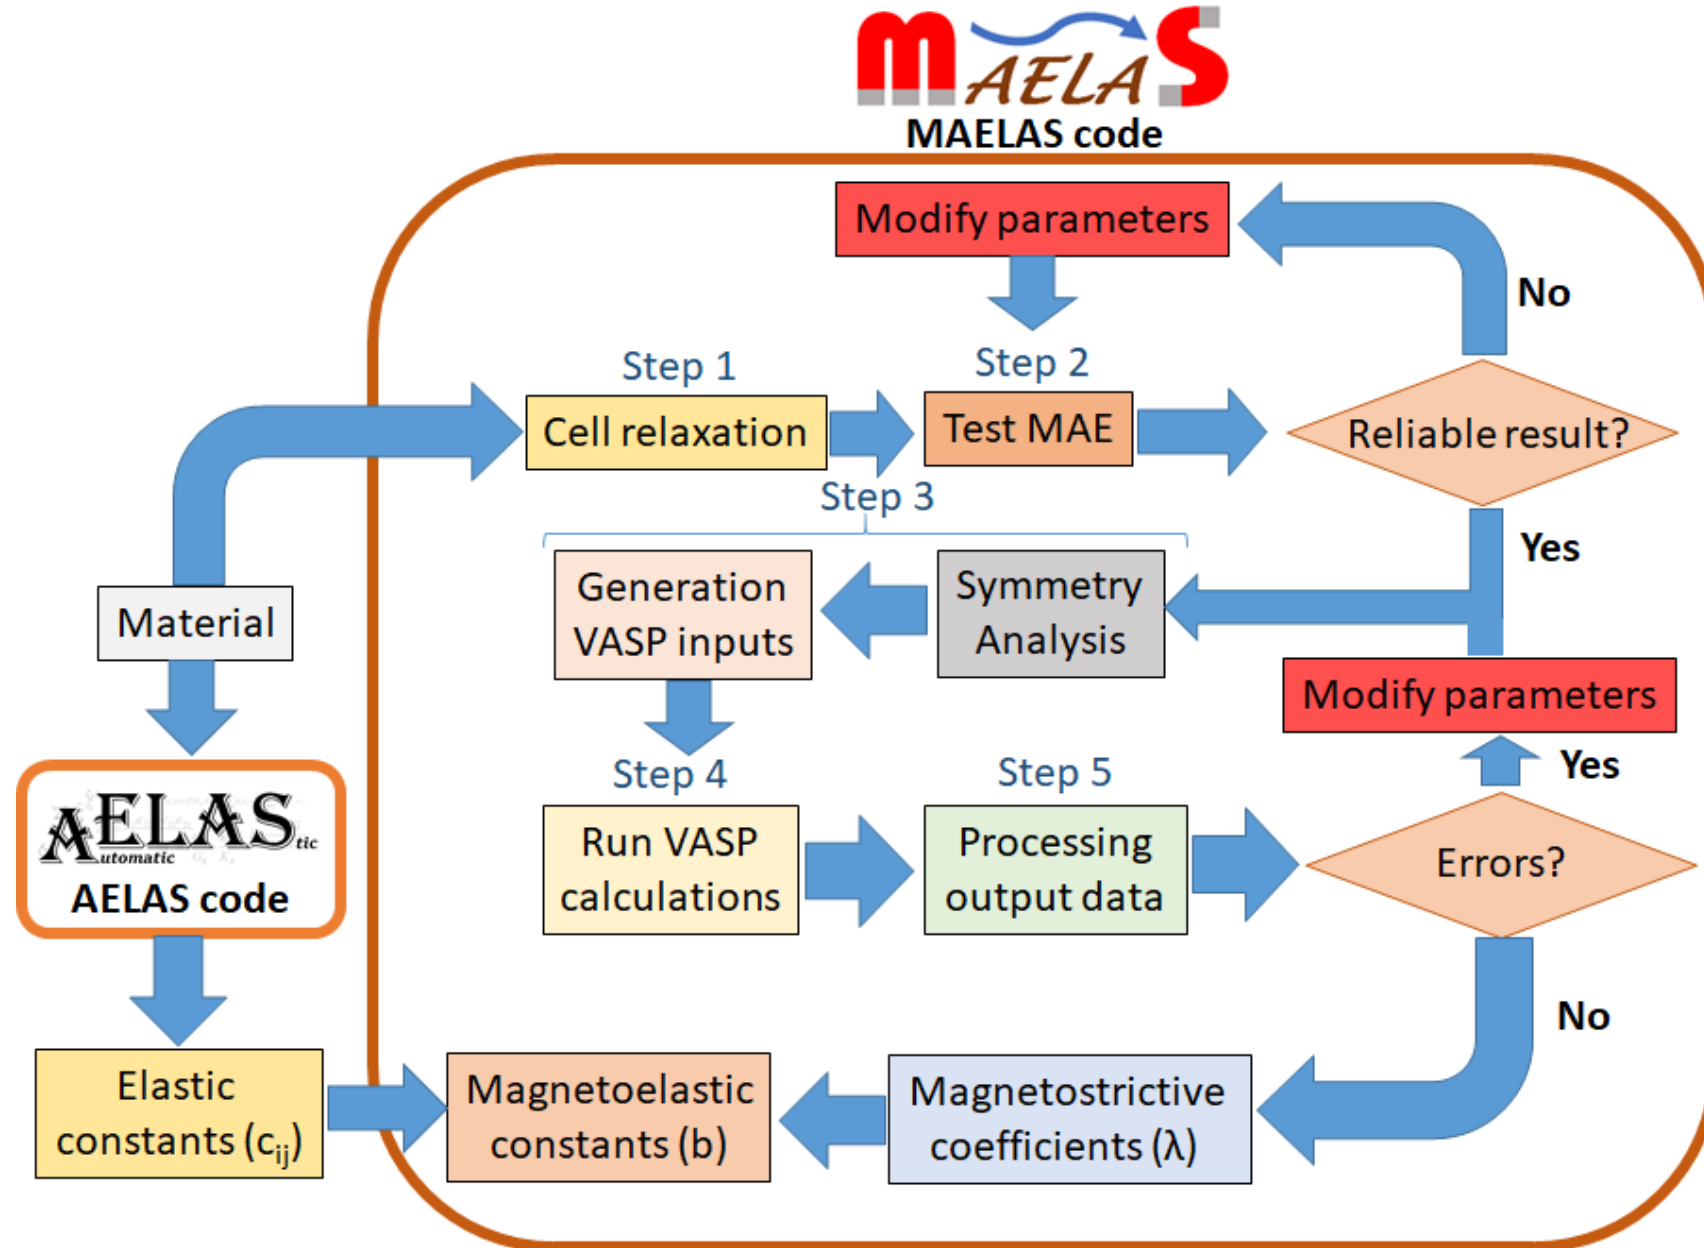 MAELAS
MAELAS code
Modify parameters
No
Step 1
Step 2
Cell relaxation
Test MAE
Reliable result?
Step 3
Yes
Generation
VASP inputs
Symmetry
Analysis
Material
Modify parameters
Yes
Step 4
Step 5
AELAS tic
utomatic
AELAS code
Run VASP
calculations
Processing
output data
Errors?
No
Elastic
constants (cij)
Magnetoelastic
constants (b)
Magnetostrictive
coefficients (λ)